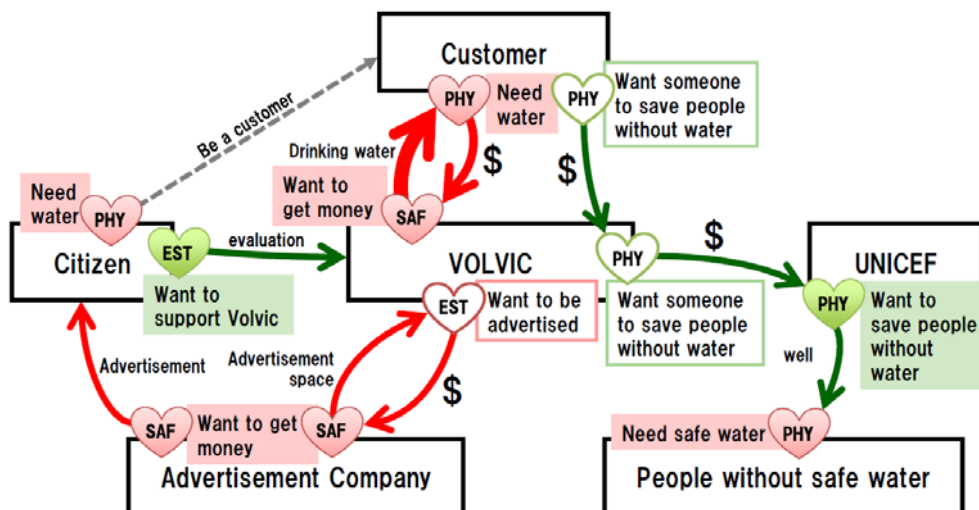 Customer
PHY
Need
water
PHY
Want someone
to save people
without water
Be a customer
Drinking water
$
$
Want to
get money
SAF
Need
water
PHY
Citizen
EST
evaluation
Want to
support Volvic
VOLVIC
PHY
$
UNICEF
EST
Want to be
advertised
Want someone
to save people
without water
PHY
Want to
save people
without
water
Advertisement
Advertisement
space
$
well
SAF
Want to get
money
SAF
Need safe water
PHY
Advertisement Company
People without safe water